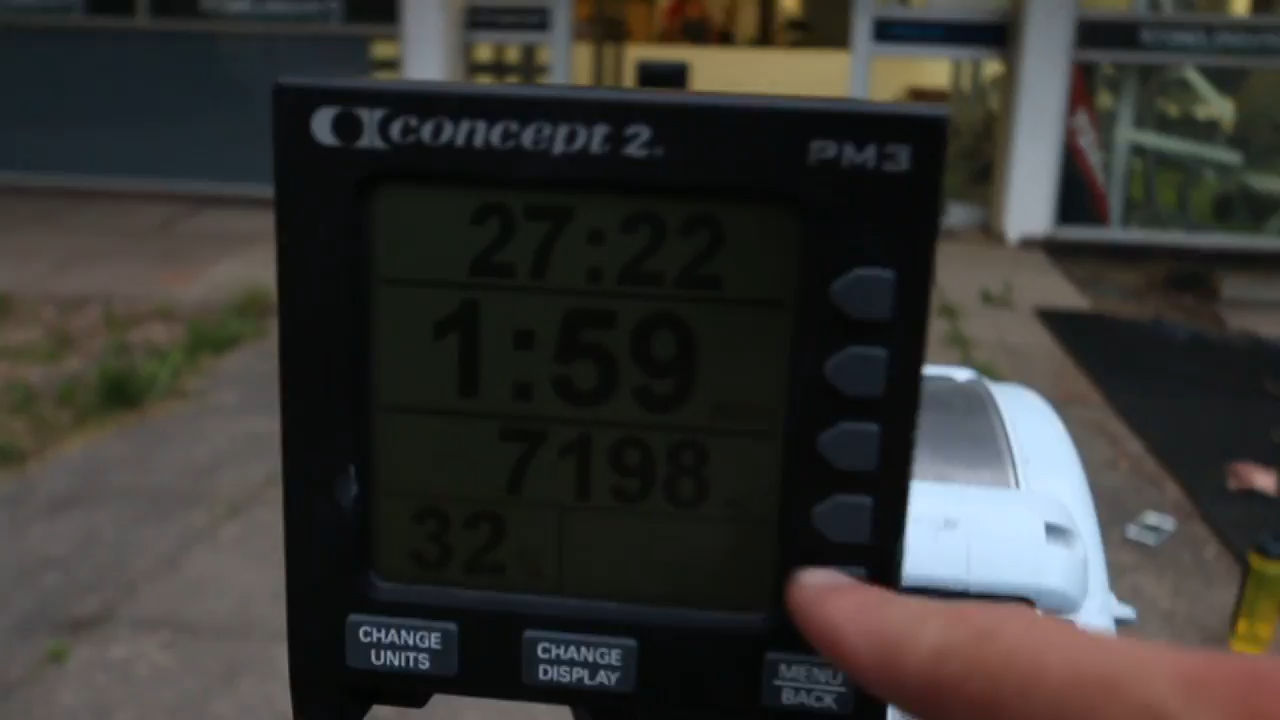 concept 2.
PM3
27:22
1:59
7198
32
CHANGE
UNITS
CHANGE
DISPLAY
MENU
BACK